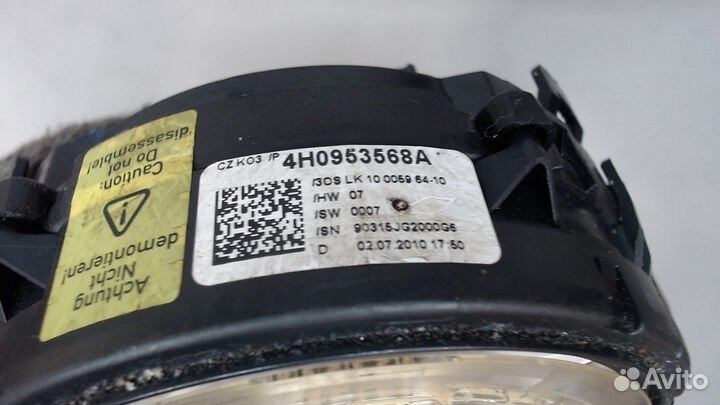 CZ KO3 /P 4H0953568A
/3OS LK 10 0059 64-10
/HW 07
/SW 0007
/SN 90315JG2000G6
D 02.07.2010 17:50
Caution:
Do not
disassemble!
Achtung
Nicht
demontieren!
Avito